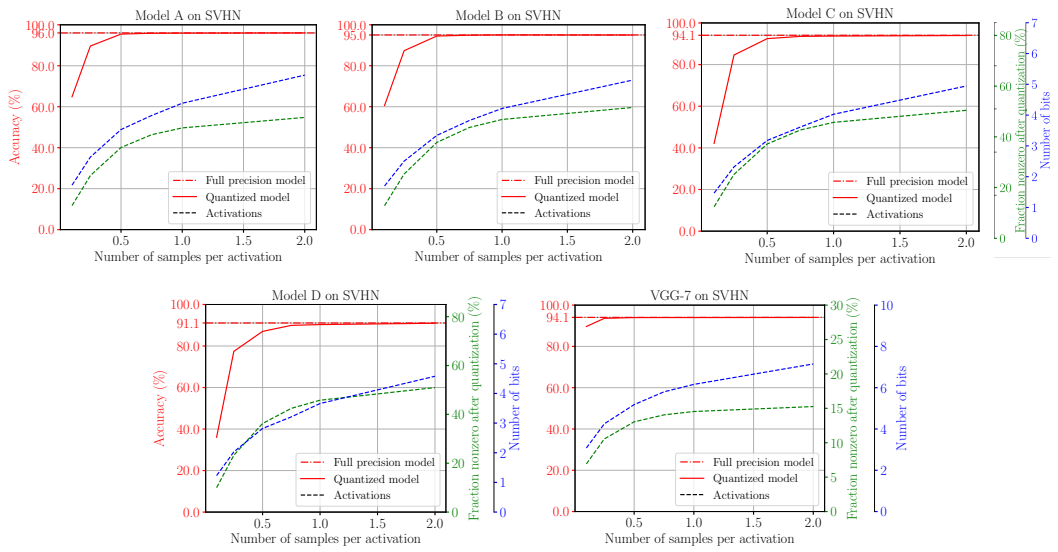 Model A on SVHN
100.0
96.0
80.0
60.0
40.0
20.0
0.0
Accuracy (%)
Full precision model
Quantized model
Activations
0.5
1.0
1.5
2.0
Number of samples per activation
Model B on SVHN
100.0
95.0
80.0
60.0
40.0
20.0
0.0
Full precision model
Quantized model
Activations
0.5
1.0
1.5
2.0
Number of samples per activation
Model C on SVHN
100.0
94.1
80.0
60.0
40.0
20.0
0.0
Full precision model
Quantized model
Activations
0.5
1.0
1.5
2.0
Number of samples per activation
80
60
40
20
0
Fraction nonzero after quantization (%)
7
6
5
4
3
2
1
0
Number of bits
Model D on SVHN
100.0
91.1
80.0
60.0
40.0
20.0
0.0
Accuracy (%)
Full precision model
Quantized model
Activations
0.5
1.0
1.5
2.0
Number of samples per activation
80
60
40
20
0
Fraction nonzero after quantization (%)
7
6
5
4
3
2
1
0
Number of bits
VGG-7 on SVHN
100.0
94.1
80.0
60.0
40.0
20.0
0.0
Full precision model
Quantized model
Activations
0.5
1.0
1.5
2.0
Number of samples per activation
30
25
20
15
10
5
0
Fraction nonzero after quantization (%)
10
8
6
4
2
0
Number of bits